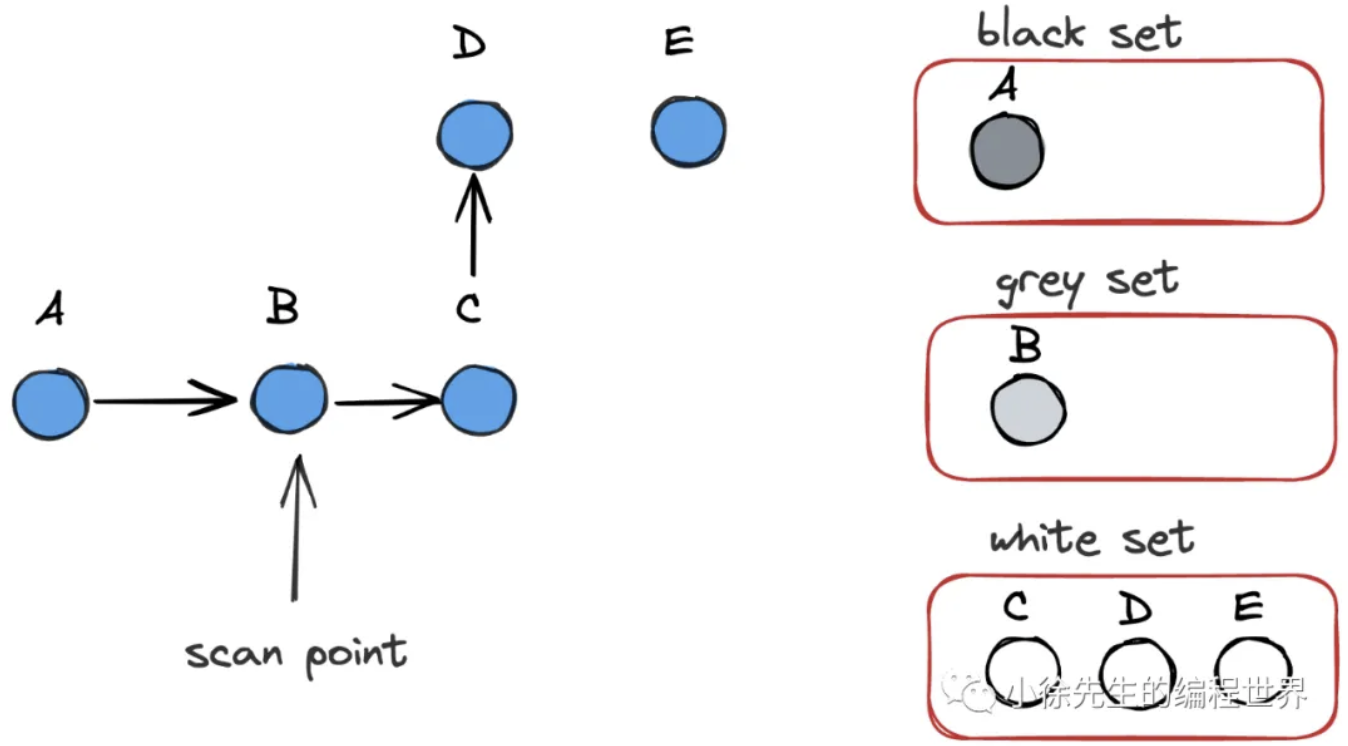 D E
A B C
scan point
black set
A
grey set
B
white set
C D E
小徐先生的编程世界